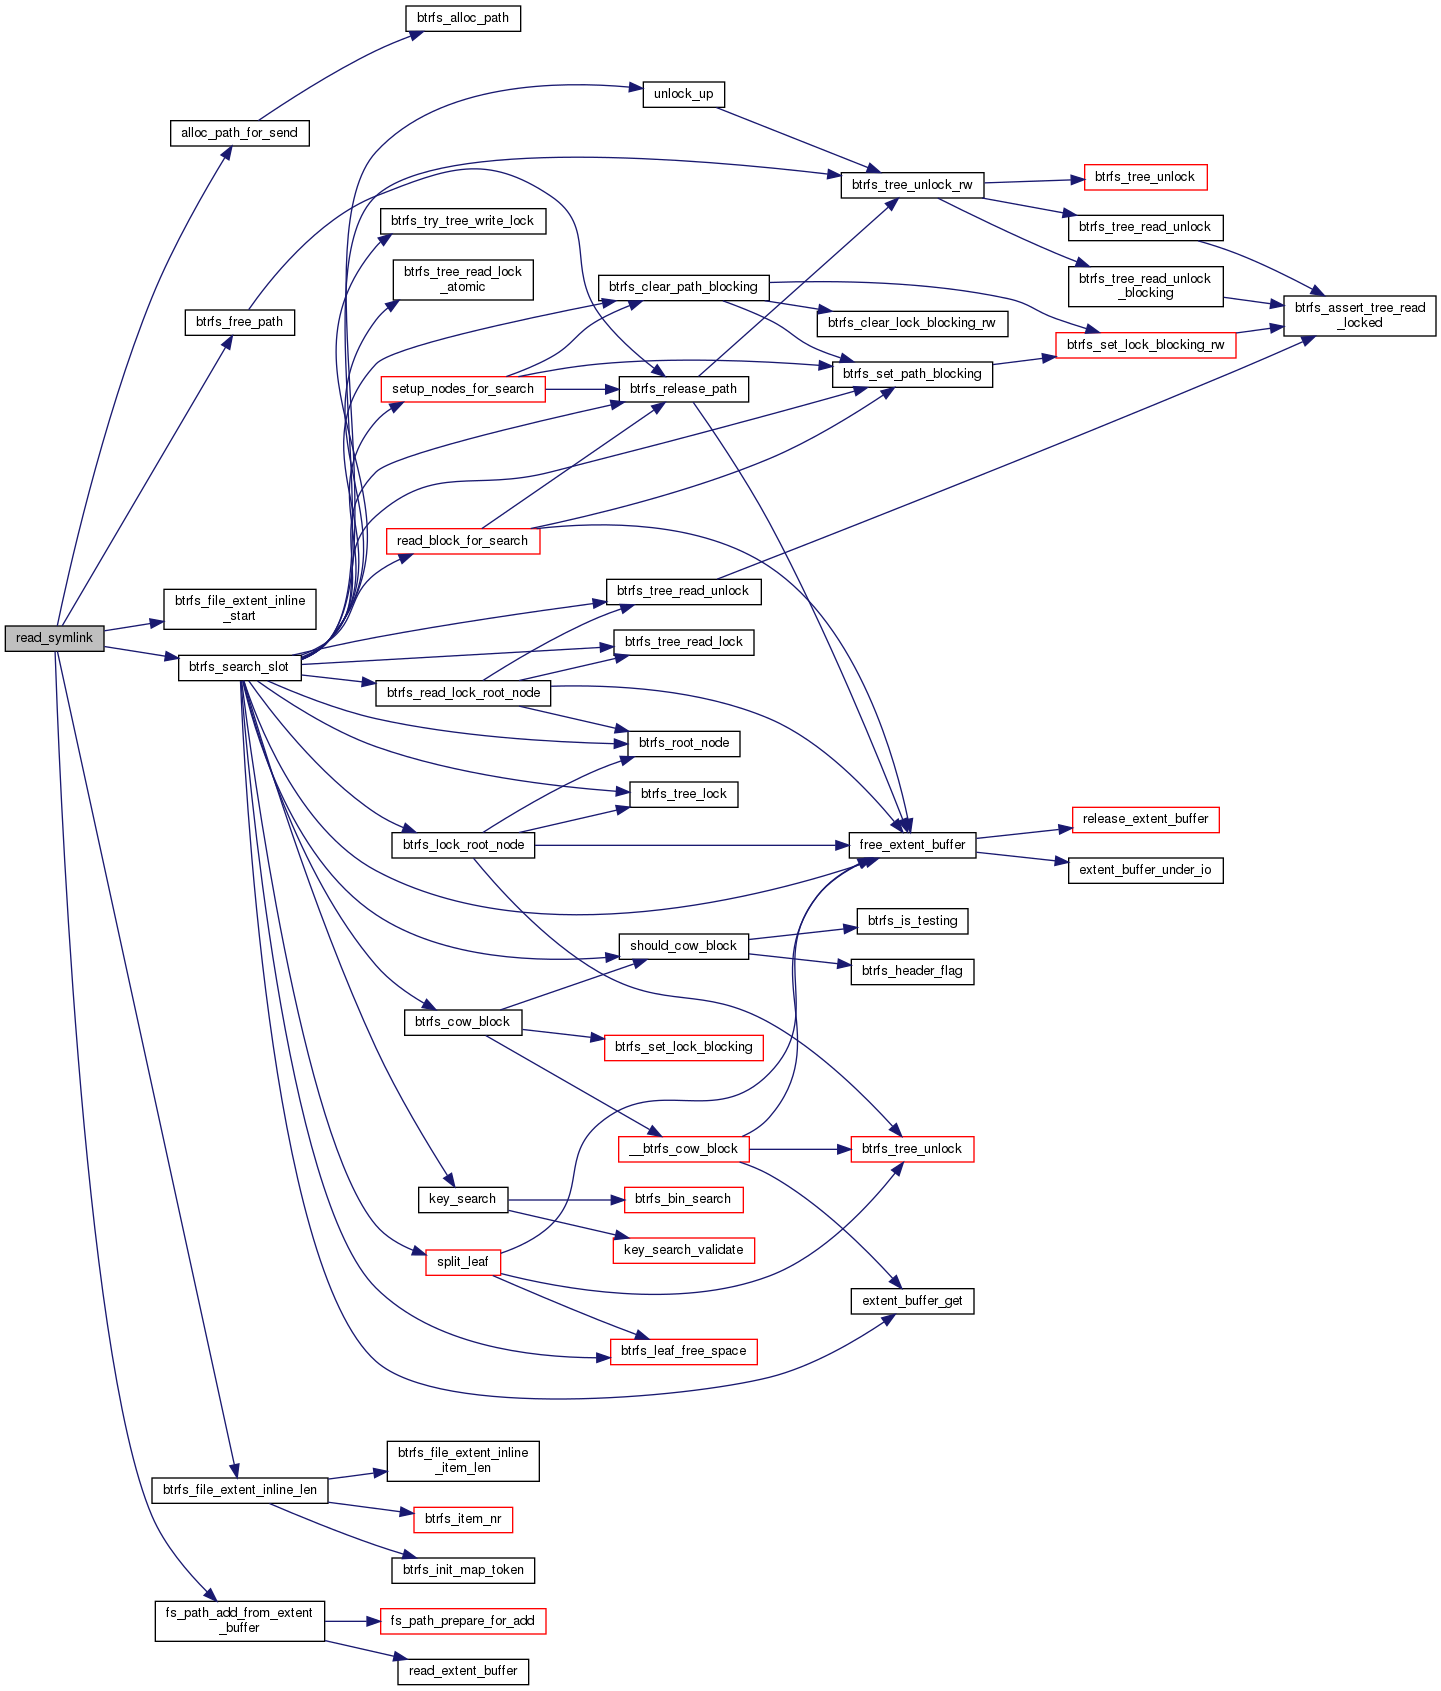 btrfs_alloc_path
unlock_up
alloc_path_for_send
btrfs_tree_unlock_rw
btrfs_tree_unlock
btrfs_try_tree_write_lock
btrfs_tree_read_unlock
btrfs_tree_read_lock
_atomic
btrfs_clear_path_blocking
btrfs_tree_read_unlock
_blocking
btrfs_free_path
btrfs_clear_lock_blocking_rw
btrfs_assert_tree_read
_locked
btrfs_set_lock_blocking_rw
setup_nodes_for_search
btrfs_release_path
btrfs_set_path_blocking
read_block_for_search
btrfs_file_extent_inline
_start
btrfs_tree_read_unlock
read_symlink
btrfs_search_slot
btrfs_tree_read_lock
btrfs_read_lock_root_node
btrfs_root_node
btrfs_tree_lock
btrfs_lock_root_node
free_extent_buffer
release_extent_buffer
extent_buffer_under_io
btrfs_is_testing
should_cow_block
btrfs_header_flag
btrfs_cow_block
btrfs_set_lock_blocking
__btrfs_cow_block
btrfs_tree_unlock
key_search
btrfs_bin_search
key_search_validate
split_leaf
extent_buffer_get
btrfs_leaf_free_space
btrfs_file_extent_inline
_item_len
btrfs_file_extent_inline_len
btrfs_item_nr
btrfs_init_map_token
fs_path_add_from_extent
_buffer
fs_path_prepare_for_add
read_extent_buffer